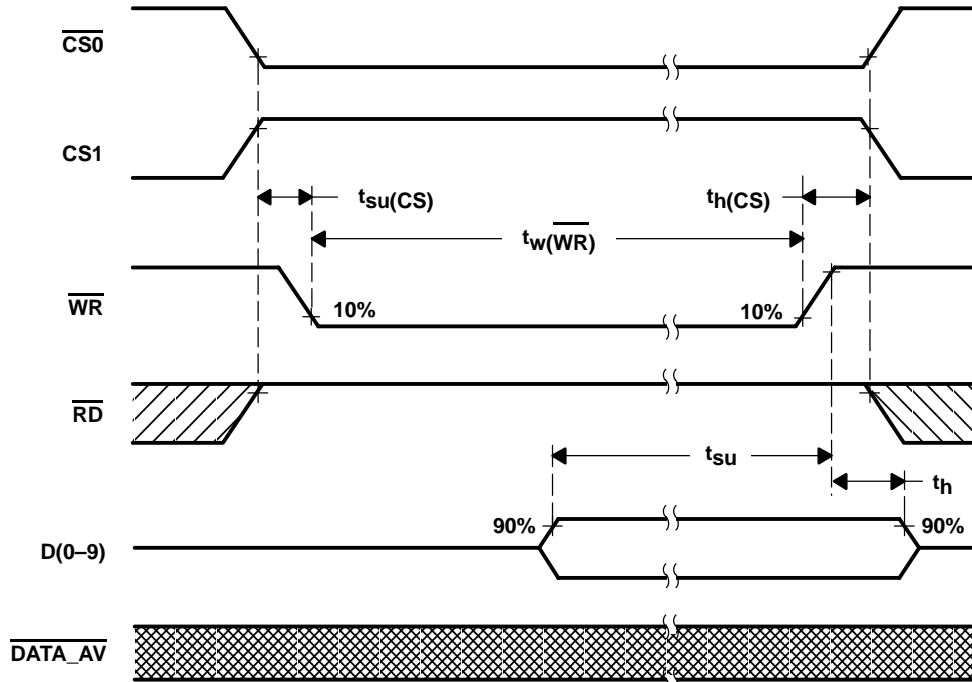 CS0
CS1
tsu(CS)
th(CS)
tw(WR)
WR
10%
10%
RD
tsu
th
90%
90%
D(0–9)
DATA_AV